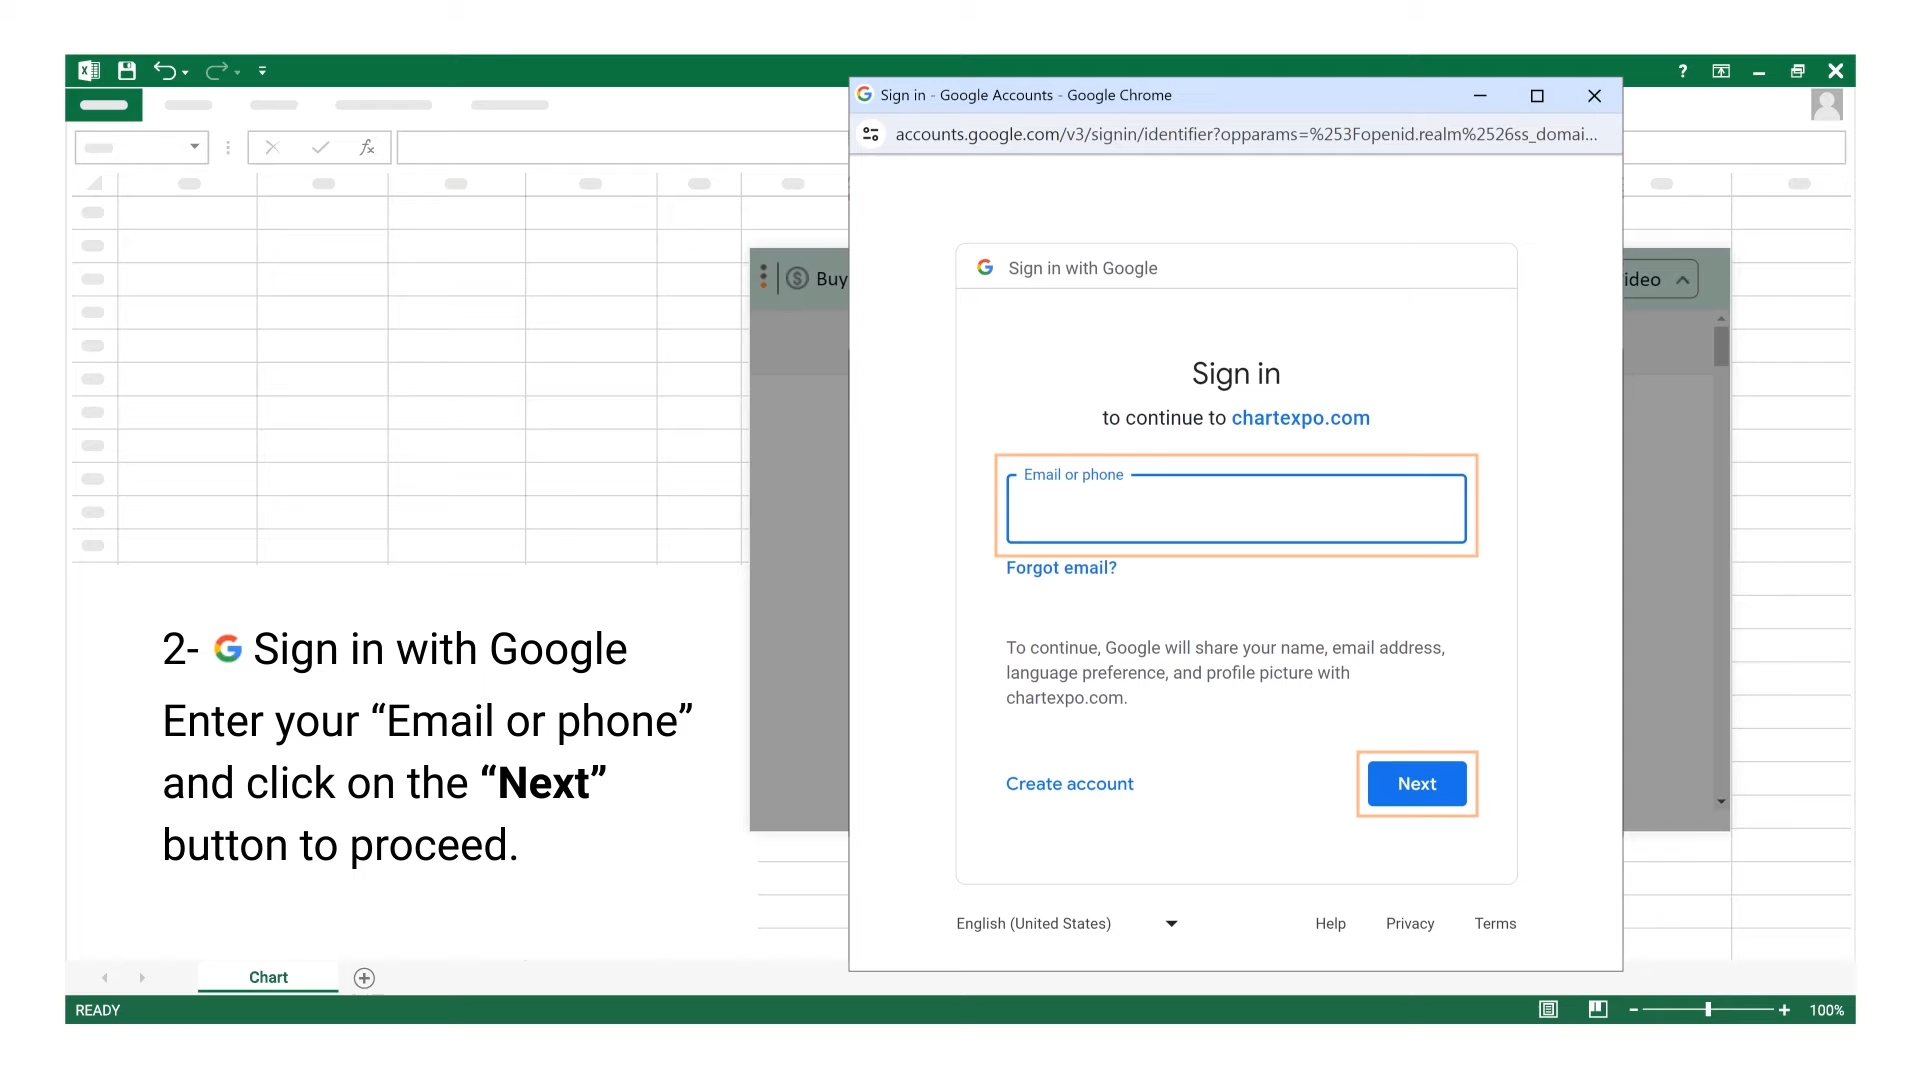 Sign in - Google Accounts - Google Chrome
accounts.google.com/v3/signin/identifier?opparams=%253Fopenid.realm%2526ss_domai...
fx
Buy
ideo
Sign in with Google
Sign in
to continue to chartexpo.com
Email or phone
Forgot email?
To continue, Google will share your name, email address,
language preference, and profile picture with
chartexpo.com.
Create account
Next
English (United States)
Help
Privacy
Terms
2- G Sign in with Google
Enter your “Email or phone”
and click on the “Next”
button to proceed.
Chart
READY
100%